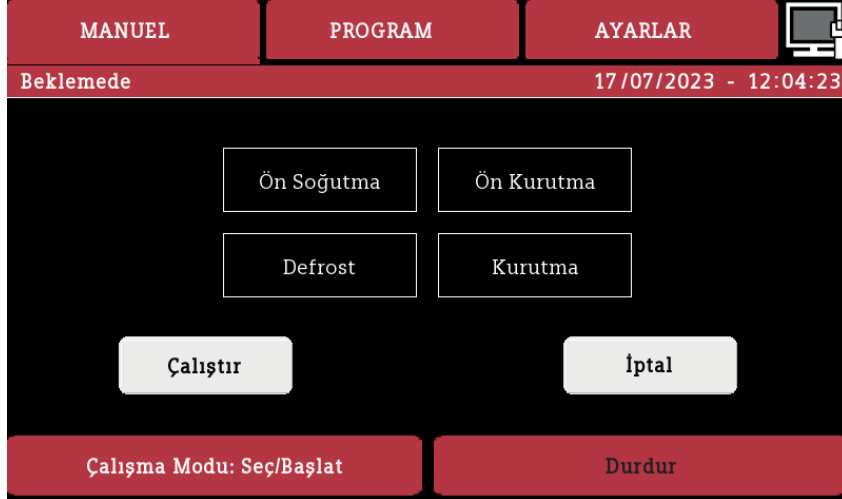 MANUEL PROGRAM AYARLAR
Beklemede 17/07/2023 - 12:04:23
Ön Soğutma Ön Kurutma
Defrost Kurutma
Çalıştır İptal
Çalışma Modu: Seç/Başlat Durdur